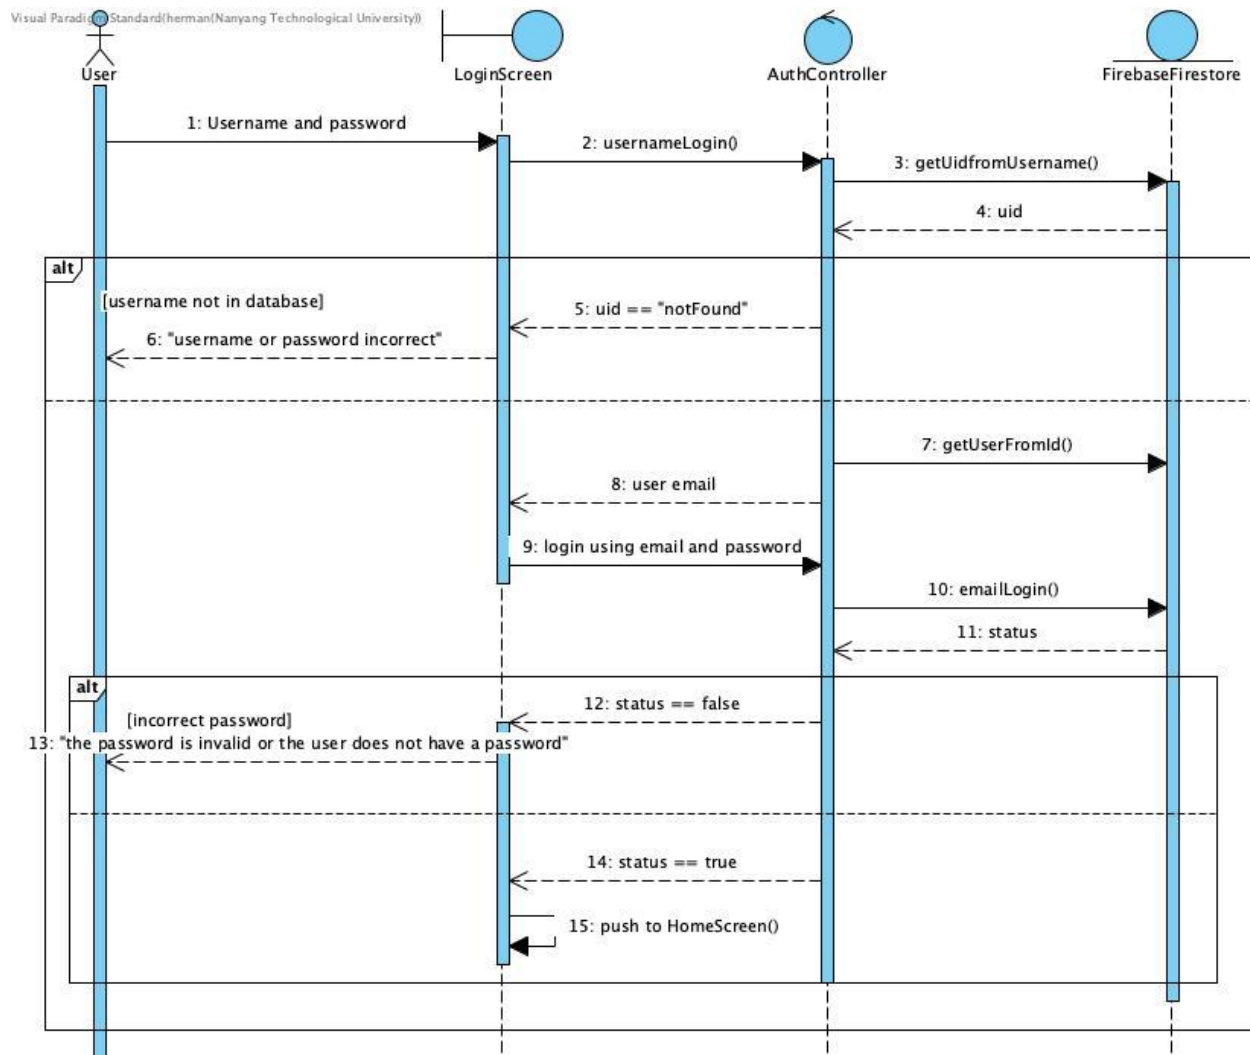 Visual Paradigm Standard(herman(Nanyang Technological University))
User
LoginScreen
AuthController
FirebaseFirestore
1: Username and password
2: usernameLogin()
3: getUidfromUsername()
4: uid
alt
[username not in database]
5: uid == "notFound"
6: "username or password incorrect"
7: getUserFromId()
8: user email
9: login using email and password
10: emailLogin()
11: status
alt
12: status == false
[incorrect password]
13: "the password is invalid or the user does not have a password"
14: status == true
15: push to HomeScreen()